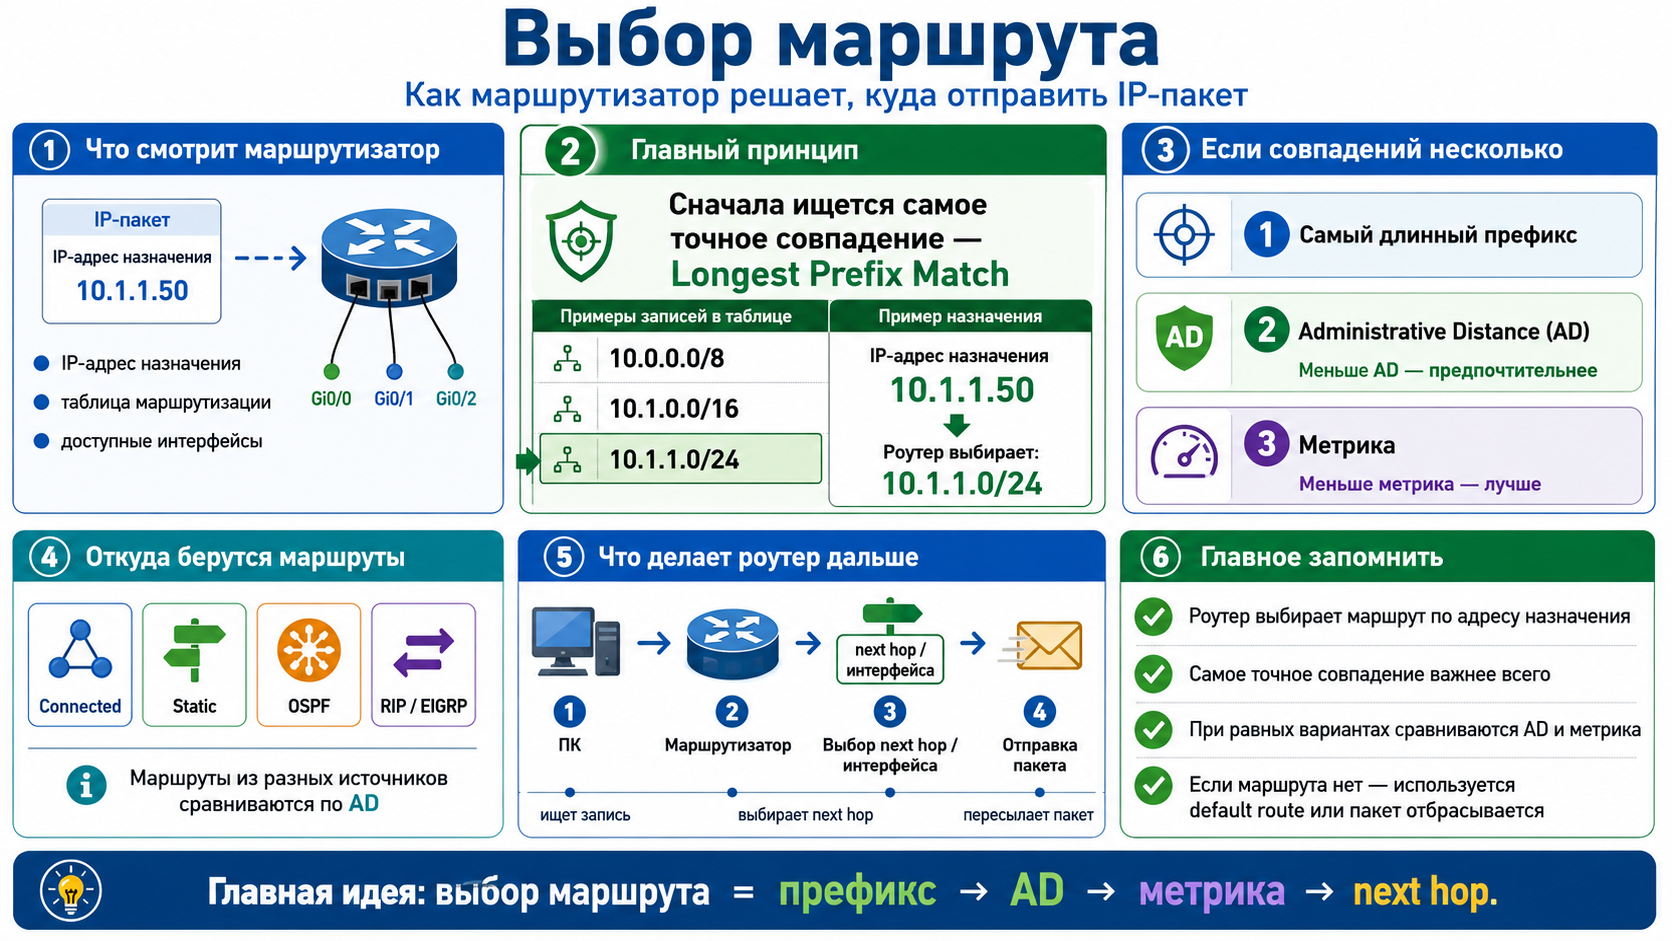 Выбор маршрута
Как маршрутизатор решает, куда отправить IP-пакет
1 Что смотрит маршрутизатор
IP-пакет
IP-адрес назначения
10.1.1.50
IP-адрес назначения
таблица маршрутизации
доступные интерфейсы
Gi0/0 Gi0/1 Gi0/2
2 Главный принцип
Сначала ищется самое
точное совпадение —
Longest Prefix Match
Примеры записей в таблице
10.0.0.0/8
10.1.0.0/16
10.1.1.0/24
Пример назначения
IP-адрес назначения
10.1.1.50
Роутер выбирает:
10.1.1.0/24
3 Если совпадений несколько
1 Самый длинный префикс
AD
2 Administrative Distance (AD)
Меньше AD — предпочтительнее
3 Метрика
Меньше метрика — лучше
4 Откуда берутся маршруты
Connected
Static
OSPF
RIP / EIGRP
i
Маршруты из разных источников
сравниваются по AD
5 Что делает роутер дальше
next hop /
интерфейса
1
ПК
2
Маршрутизатор
3
Выбор next hop /
интерфейса
4
Отправка
пакета
ищет запись
выбирает next hop
пересылает пакет
6 Главное запомнить
Роутер выбирает маршрут по адресу назначения
Самое точное совпадение важнее всего
При равных вариантах сравниваются AD и метрика
Если маршрута нет — используется
default route или пакет отбрасывается
Главная идея: выбор маршрута = префикс → AD → метрика → next hop.